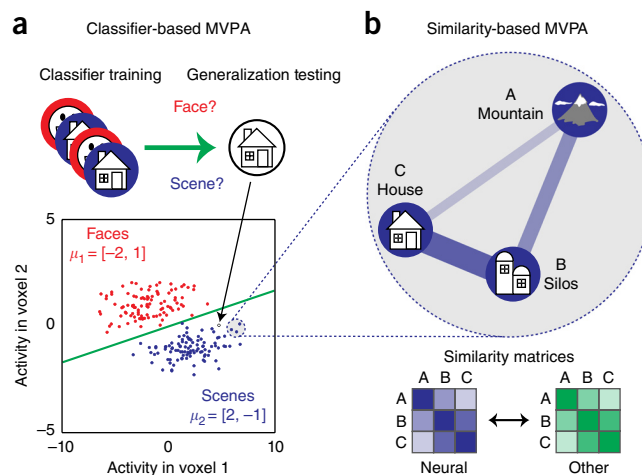 a
Classifier-based MVPA
Classifier training
Generalization testing
Face?
Scene?
5
0
−5
−10
0
10
Activity in voxel 2
Activity in voxel 1
Faces
μ1 = [−2, 1]
Scenes
μ2 = [2, −1]
b
Similarity-based MVPA
A
Mountain
C
House
B
Silos
Similarity matrices
A B C
A
B
C
Neural
A B C
Other